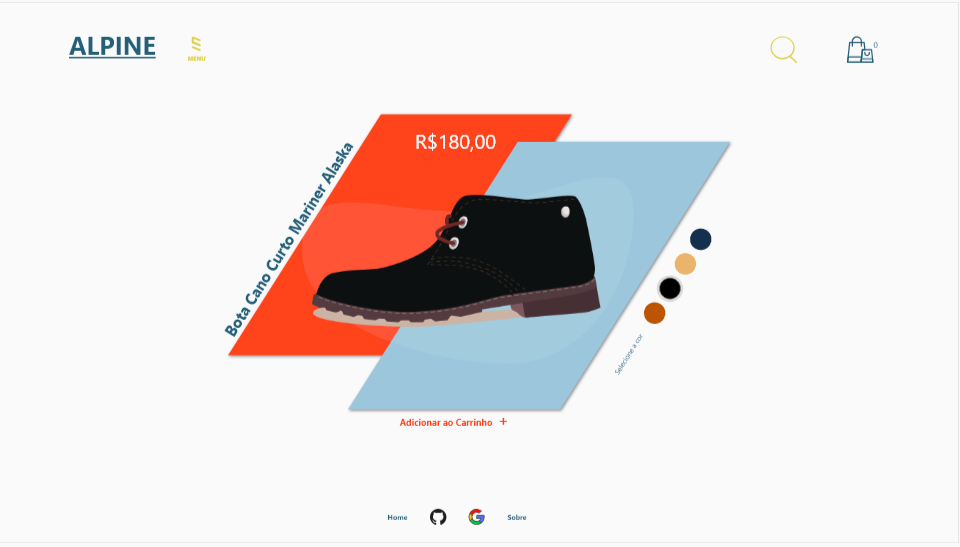 ALPINE
MENU
0
R$180,00
Bota Cano Curto Mariner Alaska
Selecione a cor
Adicionar ao Carrinho +
Home
Sobre